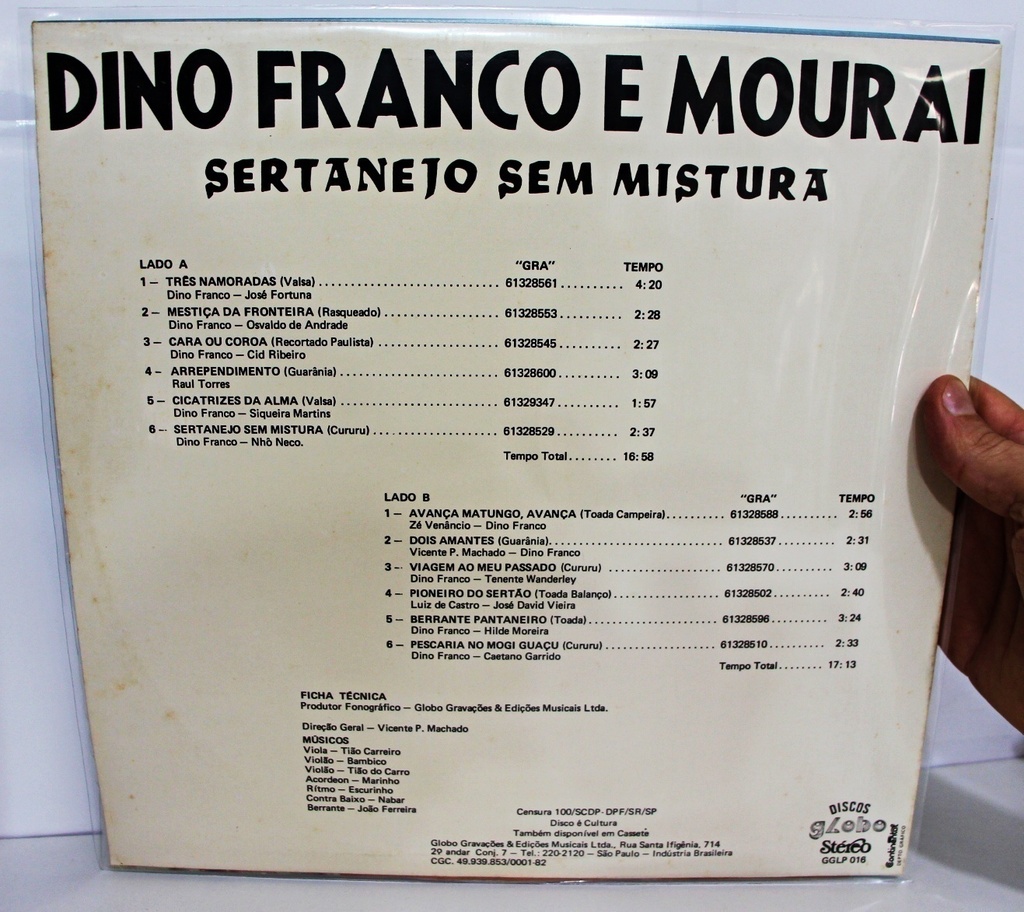 DINO FRANCO E MOURAI
SERTANEJO SEM MISTURA
LADO A "GRA" TEMPO
1 – TRÊS NAMORADAS (Valsa) .......................... 61328561 .......... 4:20
Dino Franco – José Fortuna
2 – MESTIÇA DA FRONTEIRA (Rasqueado) ................ 61328553 .......... 2:28
Dino Franco – Osvaldo de Andrade
3 – CARA OU COROA (Recortado Paulista) ................. 61328545 .......... 2:27
Dino Franco – Cid Ribeiro
4 – ARREPENDIMENTO (Guarânia) ...................... 61328600 .......... 3:09
Raul Torres
5 – CICATRIZES DA ALMA (Valsa) ...................... 61329347 .......... 1:57
Dino Franco – Siqueira Martins
6 – SERTANEJO SEM MISTURA (Cururu) .................. 61328529 .......... 2:37
Dino Franco – Nhô Neco.
Tempo Total ........ 16:58
LADO B "GRA" TEMPO
1 – AVANÇA MATUNGO, AVANÇA (Toada Campeira) .......... 61328588 .......... 2:56
Zé Venâncio – Dino Franco
2 – DOIS AMANTES (Guarânia) .......................... 61328537 .......... 2:31
Vicente P. Machado – Dino Franco
3 – VIAGEM AO MEU PASSADO (Cururu) .................. 61328570 .......... 3:09
Dino Franco – Tenente Wanderley
4 – PIONEIRO DO SERTÃO (Toada Balanço) ................ 61328502 .......... 2:40
Luiz de Castro – José David Vieira
5 – BERRANTE PANTANEIRO (Toada) .................... 61328596 .......... 3:24
Dino Franco – Hilde Moreira
6 – PESCARIA NO MOGI GUAÇU (Cururu) .................. 61328510 .......... 2:33
Dino Franco – Caetano Garrido
Tempo Total ........ 17:13
FICHA TÉCNICA
Produtor Fonográfico – Globo Gravações & Edições Musicais Ltda.
Direção Geral – Vicente P. Machado
MÚSICOS
Viola – Tião Carreiro
Violão – Bambico
Violão – Tião do Carro
Acordeon – Marinho
Rítmo – Escurinho
Contra Baixo – Nabar
Berrante – João Ferreira
Censura 100/SCDP-DPF/SR/SP
Disco é Cultura
Também disponível em Cassete
Globo Gravações & Edições Musicais Ltda., Rua Santa Ifigênia, 714
29 andar Conj. 7 – Tel.: 220-2120 – São Paulo – Indústria Brasileira
CGC. 49.939.853/0001-82
DISCOS
globo
Stéreo
GGLP 016
Continental